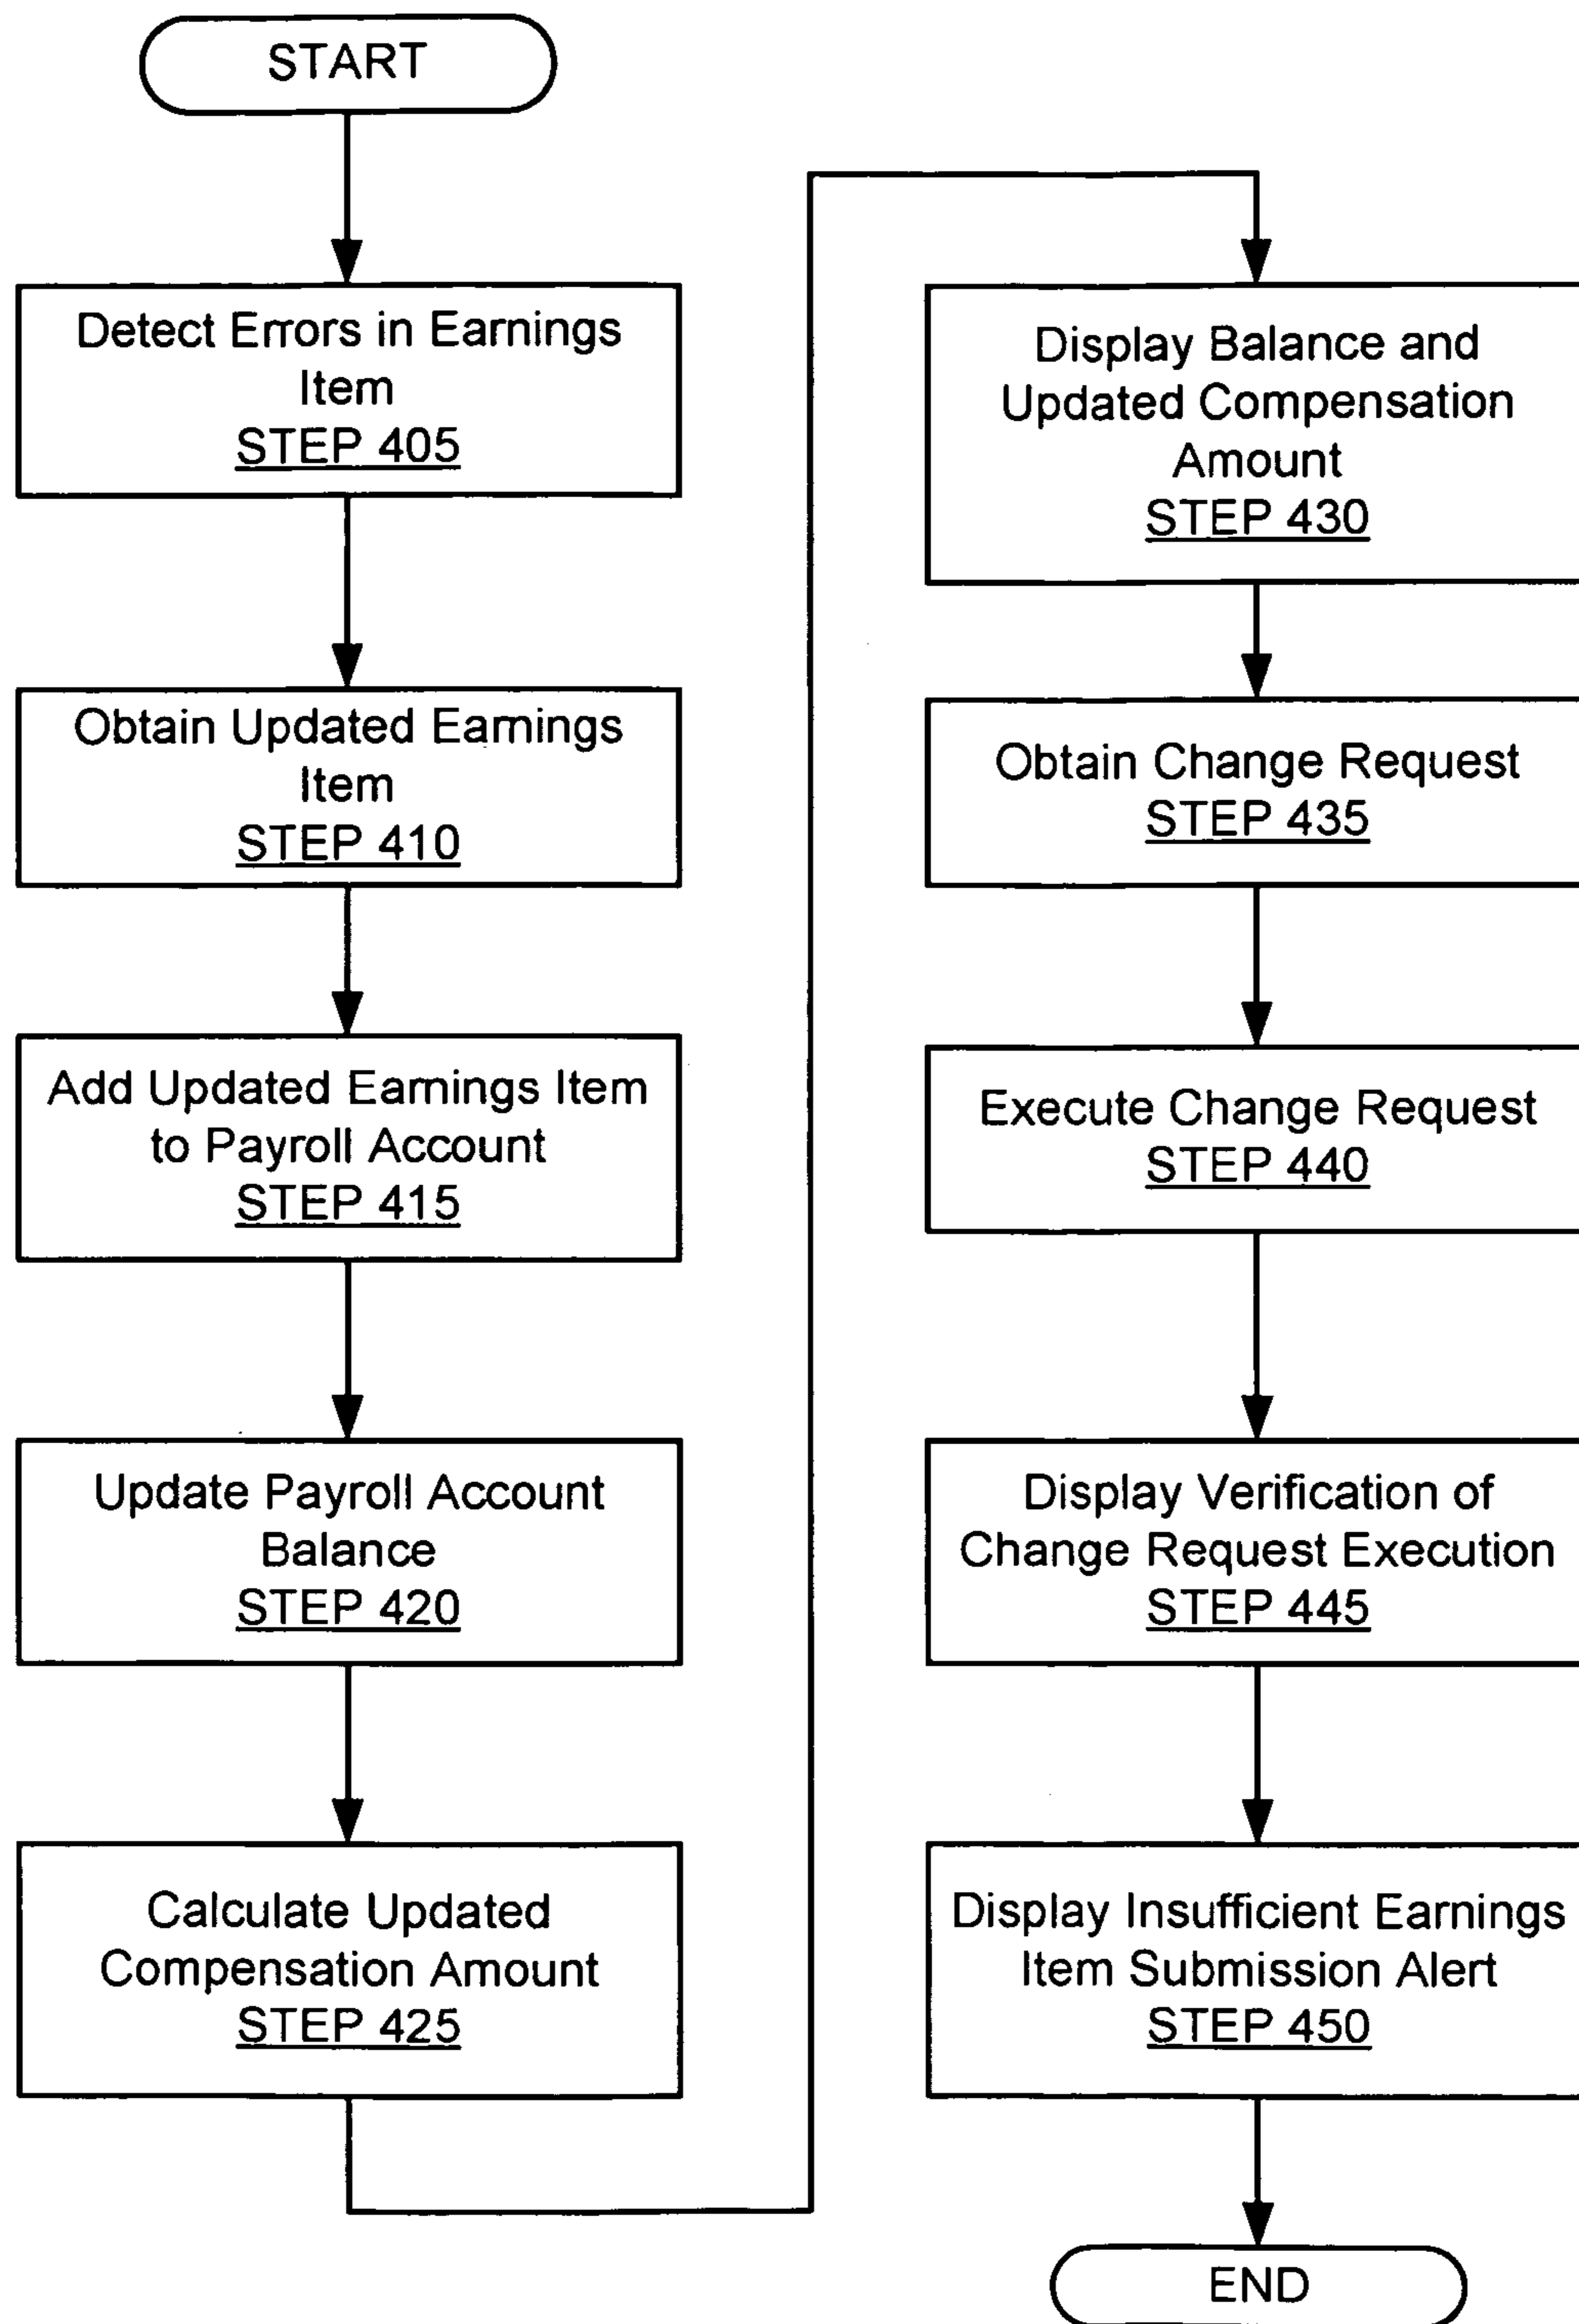 START
Detect Errors in Earnings
Item
STEP 405
Obtain Updated Earnings
Item
STEP 410
Add Updated Earnings Item
to Payroll Account
STEP 415
Update Payroll Account
Balance
STEP 420
Calculate Updated
Compensation Amount
STEP 425
Display Balance and
Updated Compensation
Amount
STEP 430
Obtain Change Request
STEP 435
Execute Change Request
STEP 440
Display Verification of
Change Request Execution
STEP 445
Display Insufficient Earnings
Item Submission Alert
STEP 450
END